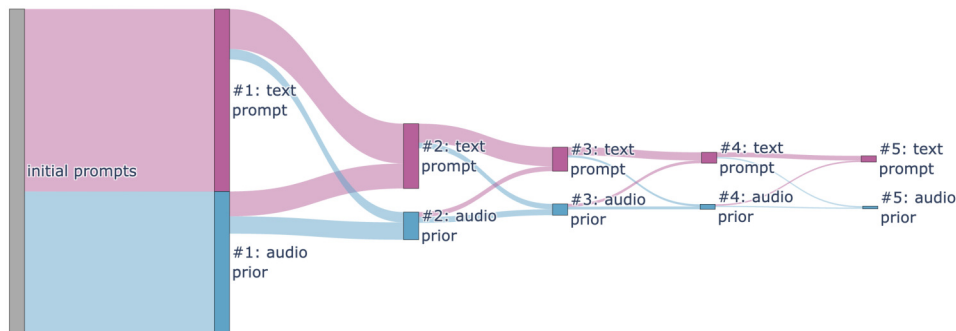 initial prompts
#1: text
prompt
#1: audio
prior
#2: text
prompt
#2: audio
prior
#3: text
prompt
#3: audio
prior
#4: text
prompt
#4: audio
prior
#5: text
prompt
#5: audio
prior